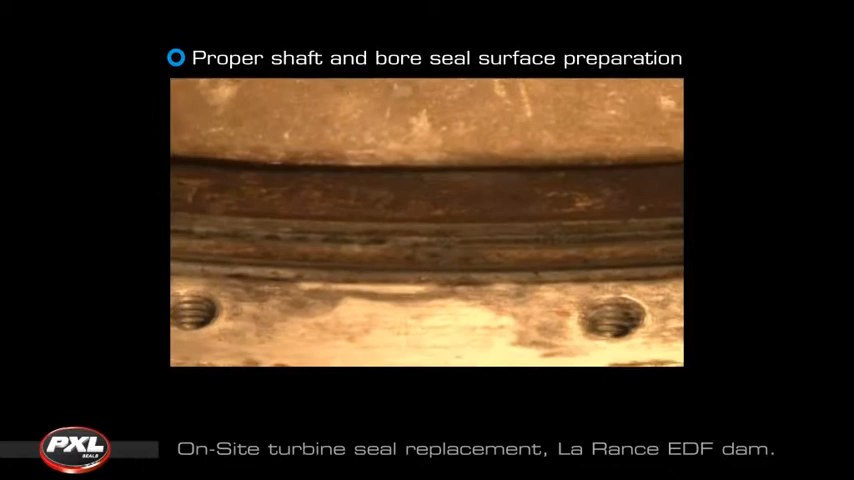 Proper shaft and bore seal surface preparation
PXL
SEALS
On-Site turbine seal replacement, La Rance EDF dam.